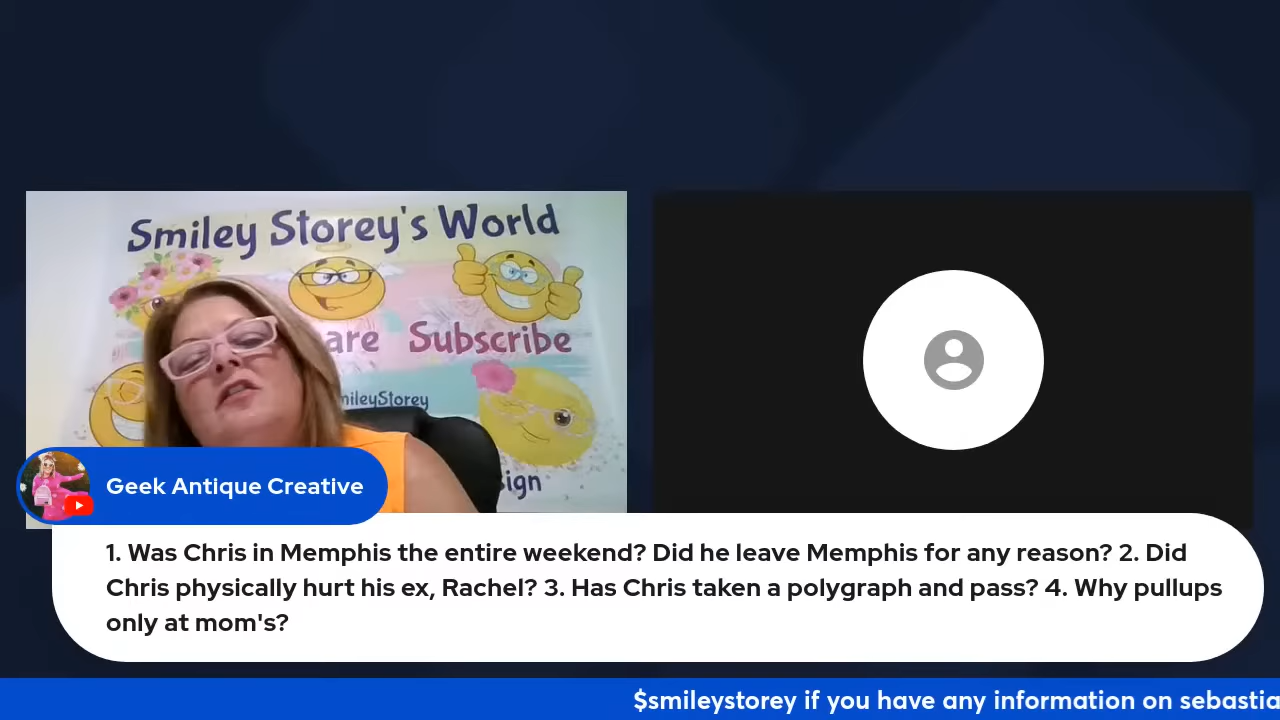 Smiley Storey's World
are Subscribe
mileyStorey
ign
Geek Antique Creative
1. Was Chris in Memphis the entire weekend? Did he leave Memphis for any reason? 2. Did
Chris physically hurt his ex, Rachel? 3. Has Chris taken a polygraph and pass? 4. Why pullups
only at mom's?
$smileystorey if you have any information on sebastia